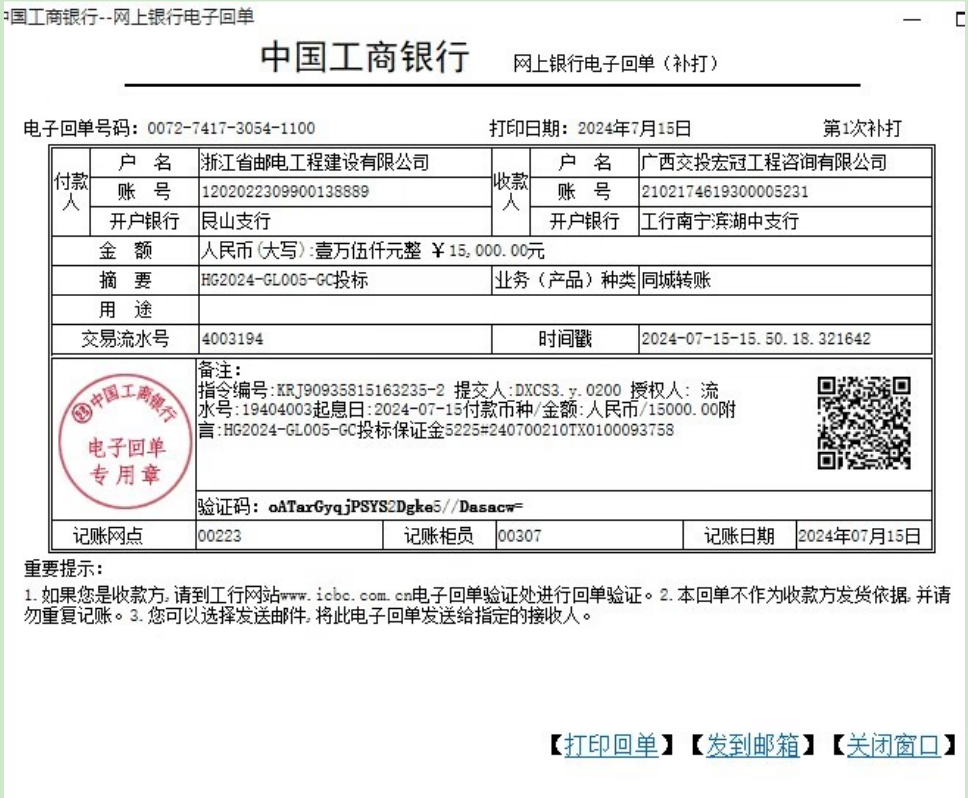 中国工商银行--网上银行电子回单
中国工商银行 网上银行电子回单（补打）
电子回单号码：0072-7417-3054-1100 打印日期：2024年7月15日 第1次补打
付款人 户 名 浙江省邮电工程建设有限公司 收款人 户 名 广西交投宏冠工程咨询有限公司
账 号 1202022309900138889 账 号 2102174619300005231
开户银行 艮山支行 开户银行 工行南宁滨湖中支行
金 额 人民币(大写):壹万伍仟元整 ￥15,000.00元
摘 要 HG2024-GL005-GC投标 业务（产品）种类 同城转账
用 途
交易流水号 4003194 时间戳 2024-07-15-15.50.18.321642
中国工商银行
电子回单
专用章
备注：
指令编号:KRJ90935815163235-2 提交人:DXCS3.y.0200 授权人: 流
水号:19404003起息日:2024-07-15付款币种/金额:人民币/15000.00附
言:HG2024-GL005-GC投标保证金5225#240700210TX0100093758
验证码：oATarGyqjPSYS2Dgke5//Dasacw=
记账网点 00223 记账柜员 00307 记账日期 2024年07月15日
重要提示：
1.如果您是收款方,请到工行网站www.icbc.com.cn电子回单验证处进行回单验证。2.本回单不作为收款方发货依据,并请
勿重复记账。3.您可以选择发送邮件,将此电子回单发送给指定的接收人。
【打印回单】【发到邮箱】【关闭窗口】